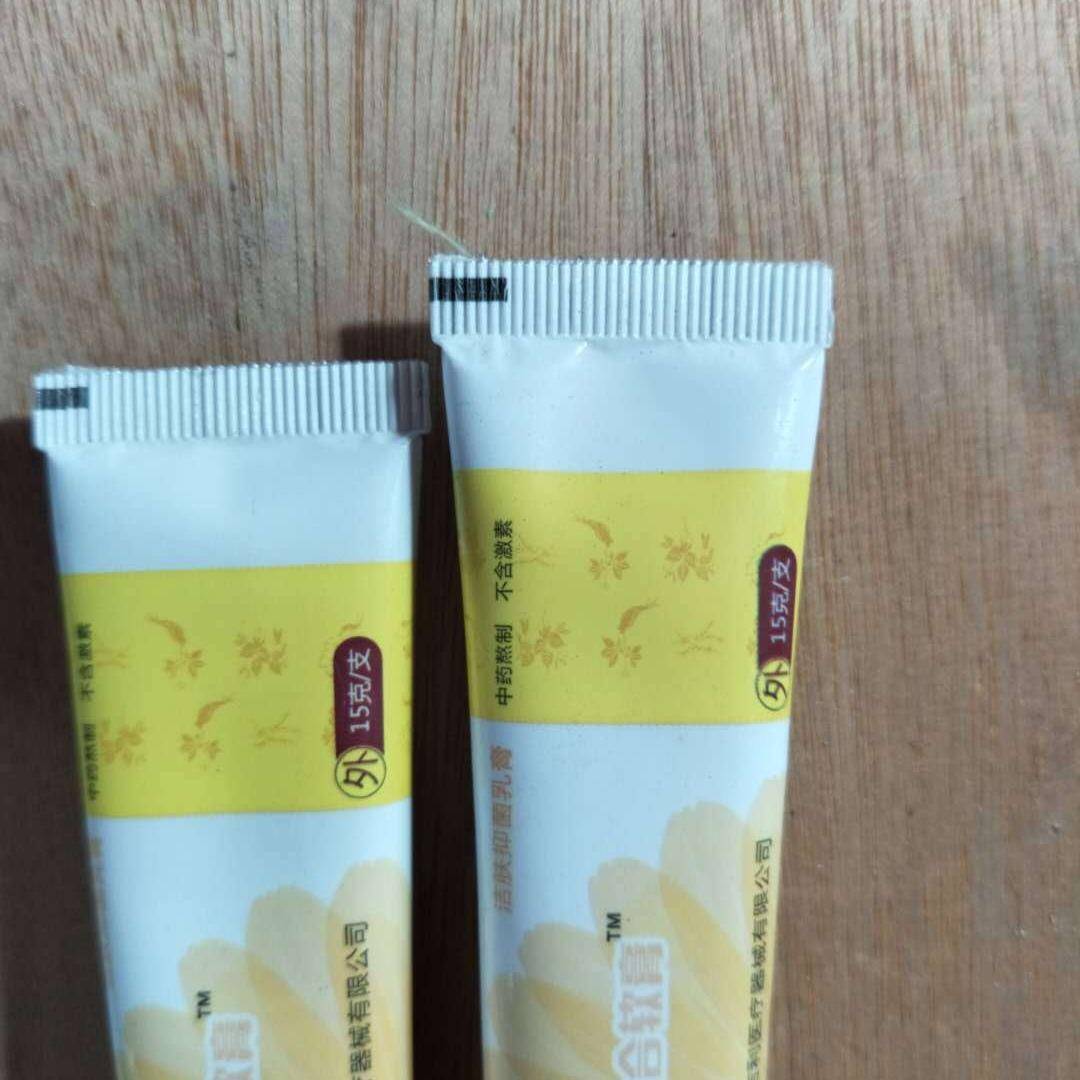 中药熬制 不含激素
15克/支
外
膏
TM
器械有限公司
中药熬制 不含激素
15克/支
外
洁肤抑菌乳膏
合软膏
TM
利医疗器械有限公司